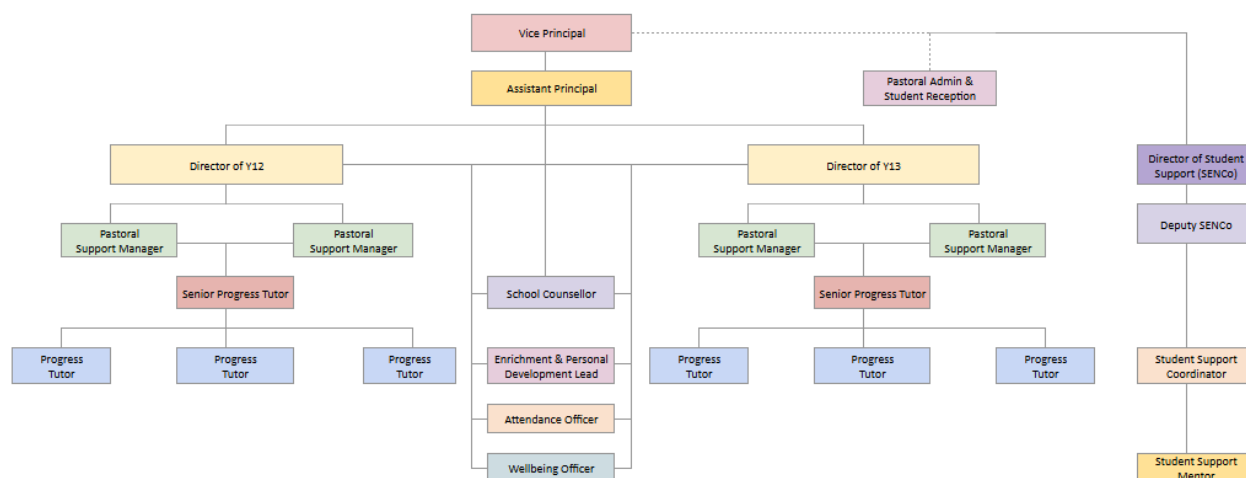 Vice Principal
Assistant Principal
Pastoral Admin &
Student Reception
Director of Y12
Director of Y13
Director of Student
Support (SENCo)
Pastoral
Support Manager
Pastoral
Support Manager
Pastoral
Support Manager
Pastoral
Support Manager
Deputy SENCo
Senior Progress Tutor
School Counsellor
Senior Progress Tutor
Progress
Tutor
Progress
Tutor
Progress
Tutor
Enrichment & Personal
Development Lead
Progress
Tutor
Progress
Tutor
Progress
Tutor
Student Support
Coordinator
Attendance Officer
Wellbeing Officer
Student Support
Mentor